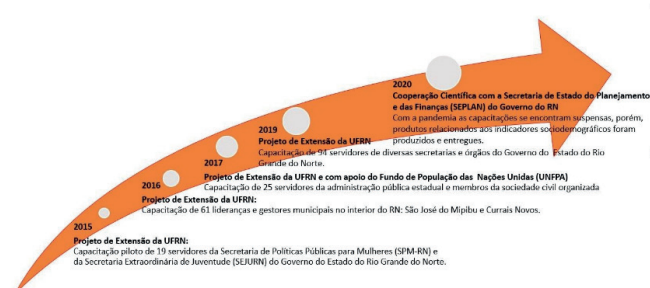 2020
Cooperação Científica com a Secretaria de Estado do Planejamento
e das Finanças (SEPLAN) do Governo do RN
Com a pandemia as capacitações se encontram suspensas, porém,
produtos relacionados aos indicadores sociodemográficos foram
produzidos e entregues.
2019
Projeto de Extensão da UFRN
Capacitação de 94 servidores de diversas secretarias e órgãos do Governo do Estado do Rio
Grande do Norte.
2017
Projeto de Extensão da UFRN e com apoio do Fundo de População das Nações Unidas (UNFPA)
Capacitação de 25 servidores da administração pública estadual e membros da sociedade civil organizada
2016
Projeto de Extensão da UFRN:
Capacitação de 61 lideranças e gestores municipais no interior do RN: São José do Mipibu e Currais Novos.
2015
Projeto de Extensão da UFRN:
Capacitação piloto de 19 servidores da Secretaria de Políticas Públicas para Mulheres (SPM-RN) e
da Secretaria Extraordinária de Juventude (SEJURN) do Governo do Estado do Rio Grande do Norte.